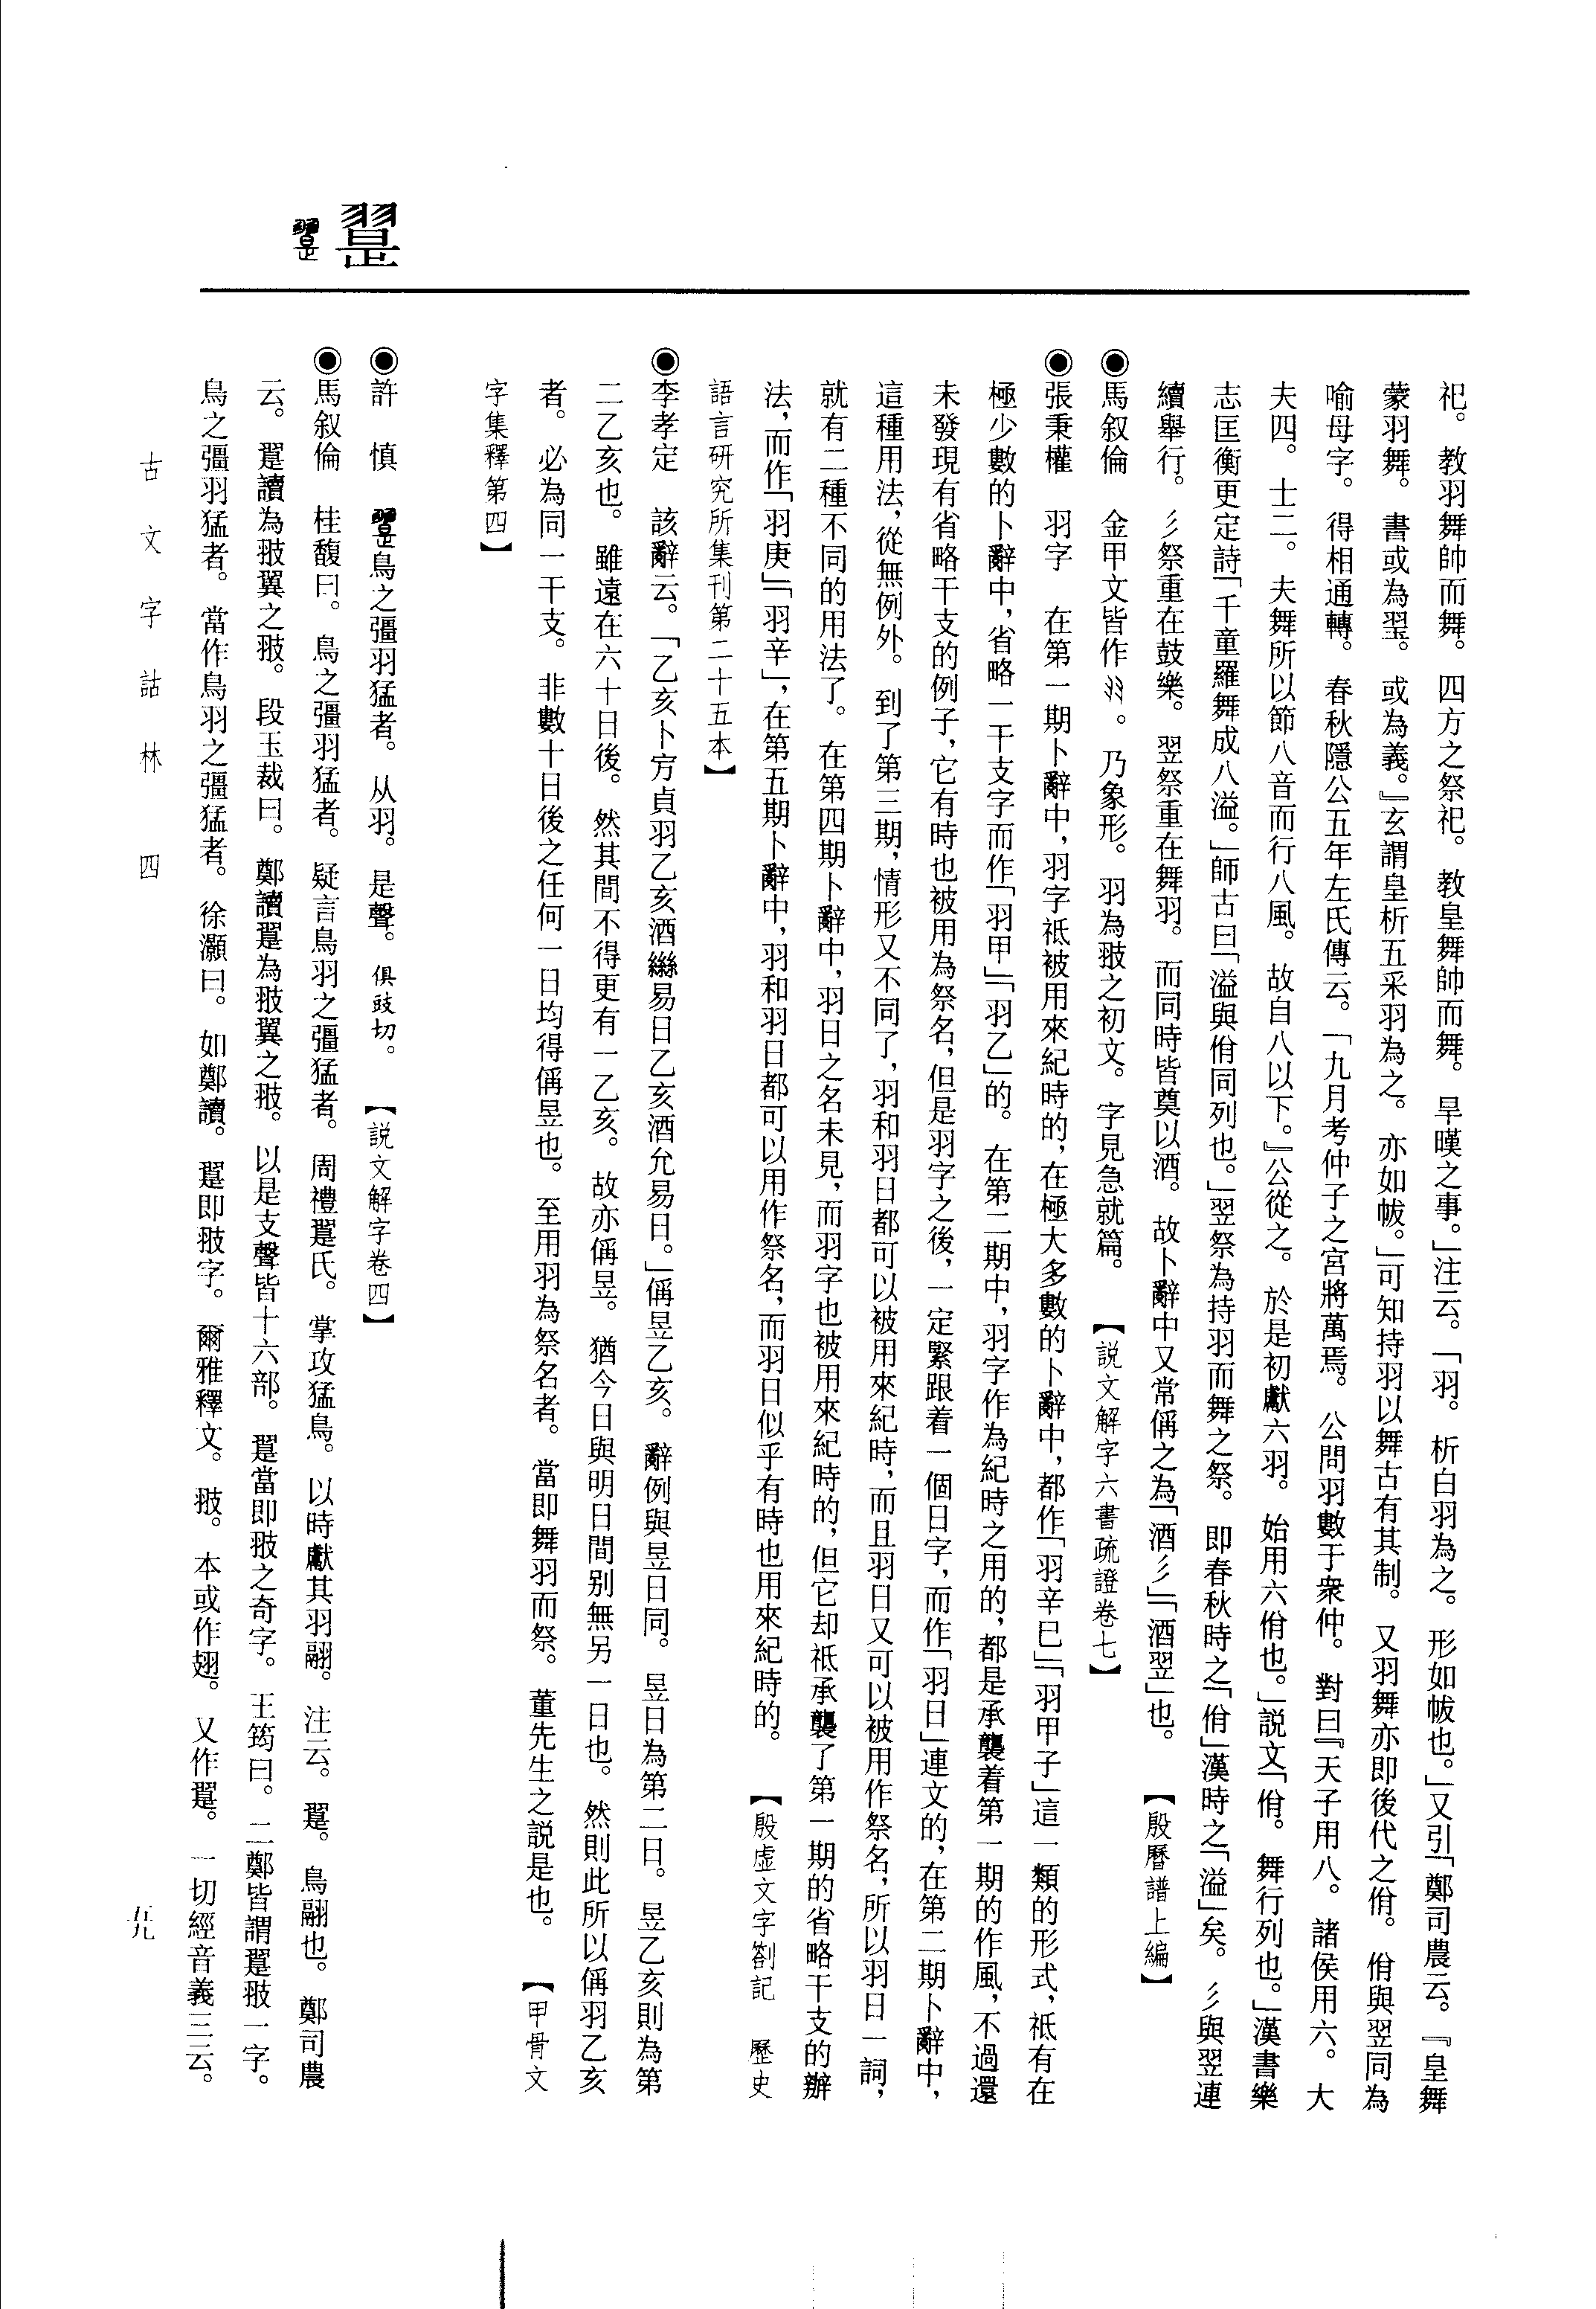 祀。教羽舞帥而舞。四方之祭祀。教皇舞帥而舞。旱暵之事。」注云。「羽。析白羽為之。形如帗也。」又引「鄭司農云。『皇舞
蒙羽舞。書或為䍿。或為義。』玄謂皇析五采羽為之。亦如帗。」可知持羽以舞古有其制。又羽舞亦即後代之佾。佾與翌同為
喻母字。得相通轉。春秋隱公五年左氏傳云。「九月考仲子之宮將萬焉。公問羽數于衆仲。對曰『天子用八。諸侯用六。大
夫四。士二。夫舞所以節八音而行八風。故自八以下。』公從之。於是初獻六羽。始用六佾也。」説文「佾。舞行列也。」漢書樂
志匡衡更定詩「千童羅舞成八溢。」師古曰「溢與佾同列也。」翌祭為持羽而舞之祭。即春秋時之「佾」漢時之「溢」矣。彡與翌連
續舉行。彡祭重在鼓樂。翌祭重在舞羽。而同時皆奠以酒。故卜辭中又常偁之為「酒彡」「酒翌」也。【殷曆譜上編】
◉馬叙倫 金甲文皆作。乃象形。羽為翄之初文。字見急就篇。【説文解字六書疏證卷七】
◉張秉權 羽字 在第一期卜辭中，羽字祇被用來紀時的，在極大多數的卜辭中，都作「羽辛巳」「羽甲子」這一類的形式，祇有在
極少數的卜辭中，省略一干支字而作「羽甲」「羽乙」的。在第二期中，羽字作為紀時之用的，都是承襲着第一期的作風，不過還
未發現有省略干支的例子，它有時也被用為祭名，但是羽字之後，一定緊跟着一個日字，而作「羽日」連文的，在第二期卜辭中，
這種用法，從無例外。到了第三期，情形又不同了，羽和羽日都可以被用來紀時，而且羽日又可以被用作祭名，所以羽日一詞，
就有二種不同的用法了。在第四期卜辭中，羽日之名未見，而羽字也被用來紀時的，但它却祇承襲了第一期的省略干支的辦
法，而作「羽庚」「羽辛」，在第五期卜辭中，羽和羽日都可以用作祭名，而羽日似乎有時也用來紀時的。【殷虛文字劄記 歷史
語言研究所集刊第二十五本】
◉李孝定 該辭云。「乙亥卜㝑貞羽乙亥酒䜌易日乙亥酒允易日。」偁昱乙亥。辭例與昱日同。昱日為第二日。昱乙亥則為第
二乙亥也。雖遠在六十日後。然其間不得更有一乙亥。故亦偁昱。猶今日與明日間別無另一日也。然則此所以偁羽乙亥
者。必為同一干支。非數十日後之任何一日均得偁昱也。至用羽為祭名者。當即舞羽而祭。董先生之説是也。【甲骨文
字集釋第四】
翨 翨
◉許 慎 翨鳥之彊羽猛者。从羽。是聲。俱豉切。【説文解字卷四】
◉馬叙倫 桂馥曰。鳥之彊羽猛者。疑言鳥羽之彊猛者。周禮翨氏。掌攻猛鳥。以時獻其羽翮。注云。翨。鳥翮也。鄭司農
云。翨讀為翄翼之翄。段玉裁曰。鄭讀翨為翄翼之翄。以是支聲皆十六部。翨當即翄之奇字。王筠曰。二鄭皆謂翨翄一字。
鳥之彊羽猛者。當作鳥羽之彊猛者。徐灝曰。如鄭讀。翨即翄字。爾雅釋文。翄。本或作翅。又作翨。一切經音義三云。
古文字詁林 四
五九